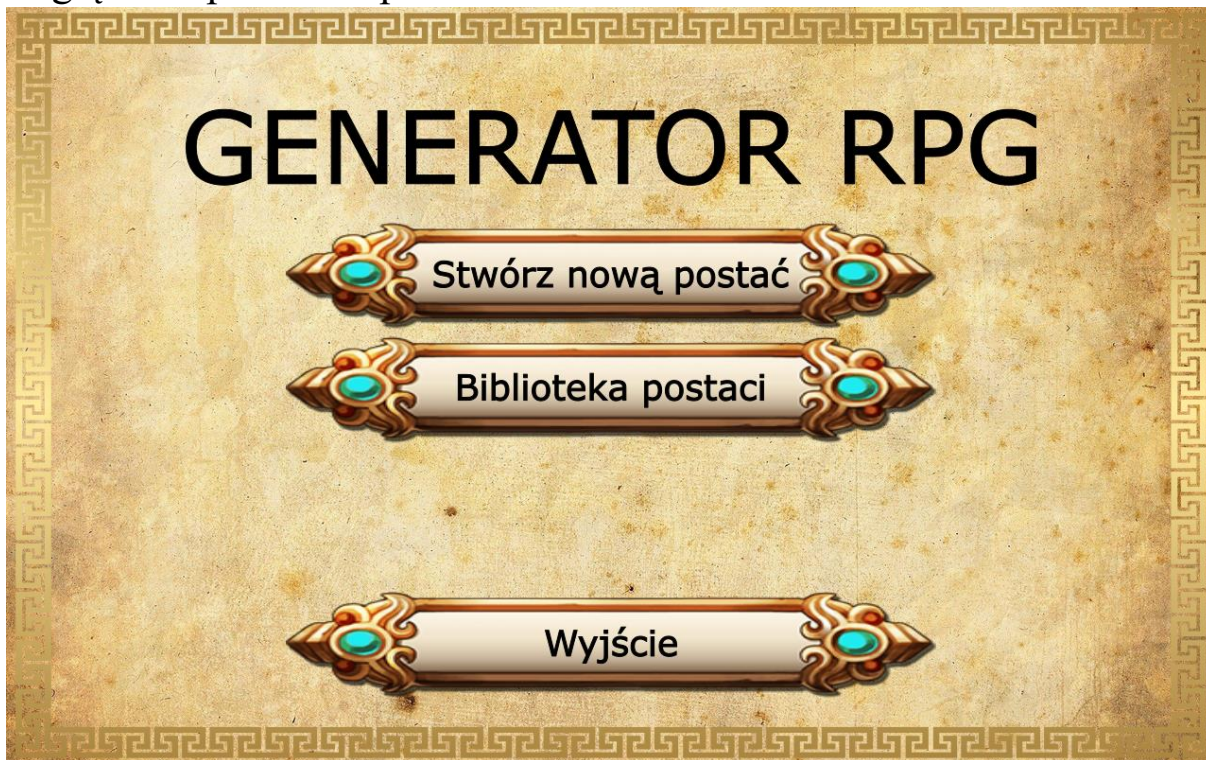 GENERATOR RPG
Stwórz nową postać
Biblioteka postaci
Wyjście